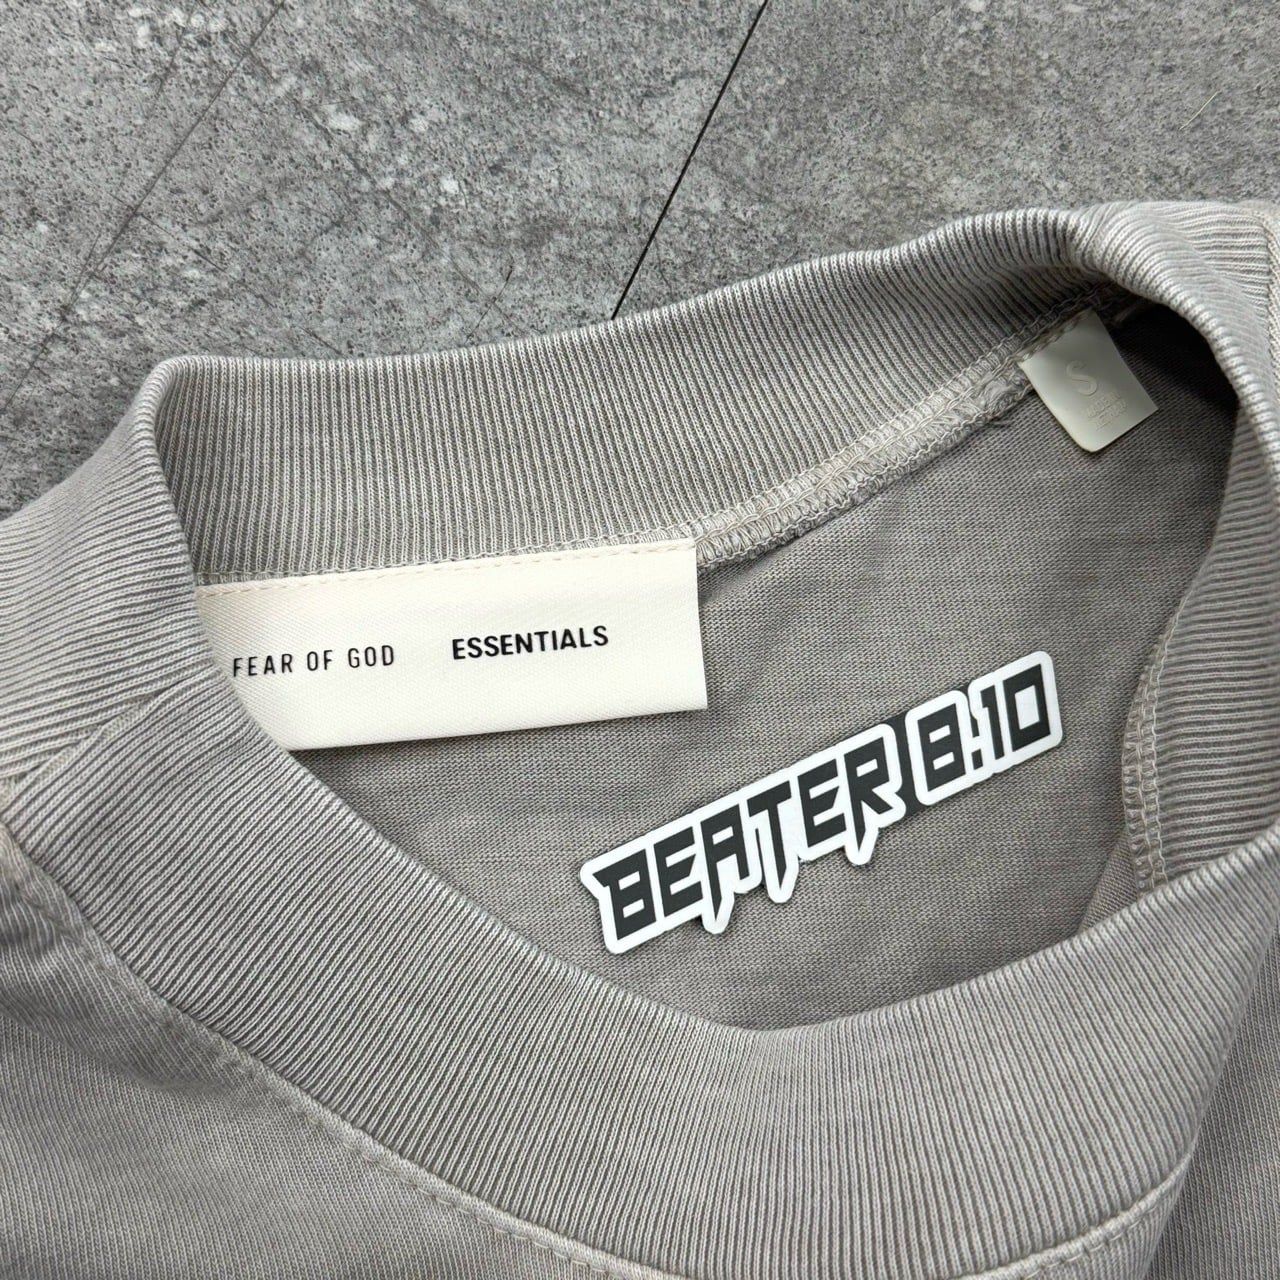 S
FEAR OF GOD ESSENTIALS
BEATER 8:10